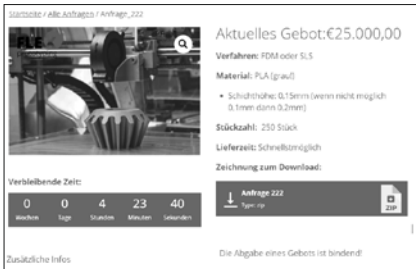 Startseite / Alle Anfragen / Anfrage_222
FLE
Aktuelles Gebot:€25.000,00
Verfahren: FDM oder SLS
Material: PLA (grau!)
• Schichthöhe: 0,15mm (wenn nicht möglich
0.1mm dann 0.2mm)
Stückzahl: 250 Stück
Lieferzeit: Schnellstmöglich
Zeichnung zum Download:
Anfrage 222
Type: zip
ZIP
Verbleibende Zeit:
0 0 4 23 40
Wochen Tage Stunden Minuten Sekunden
Zusätzliche Infos
Die Abgabe eines Gebots ist bindend!